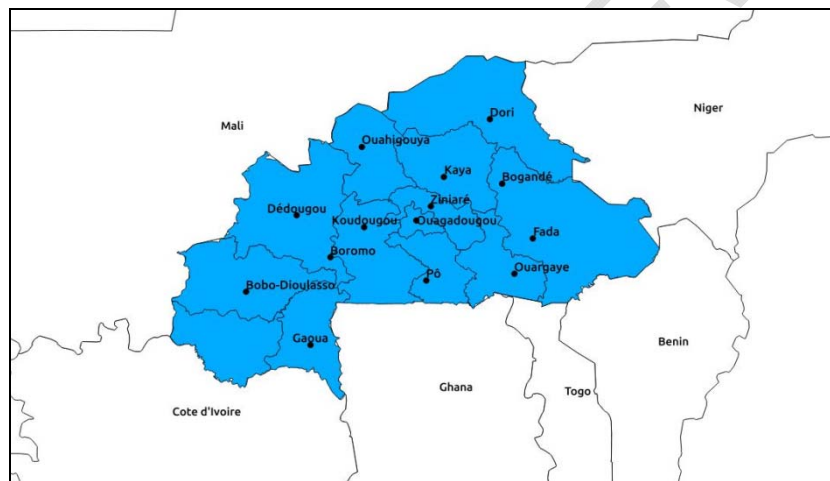 Dori
Niger
Mali
Ouahigouya
Kaya
Bogandé
Ziniaré
Dédougou
Koudougou
Ouagadougou
Fada
Boromo
Pô
Ouargaye
Bobo-Dioulasso
Gaoua
Benin
Ghana
Togo
Cote d'Ivoire